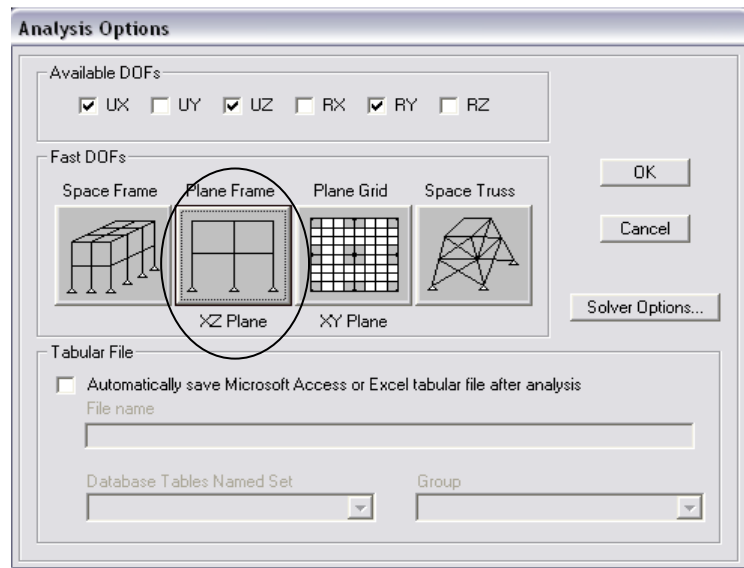 Analysis Options
Available DOFs
UX UY UZ RX RY RZ
Fast DOFs
Space Frame Plane Frame Plane Grid Space Truss
XZ Plane XY Plane
OK
Cancel
Solver Options...
Tabular File
Automatically save Microsoft Access or Excel tabular file after analysis
File name
Database Tables Named Set Group